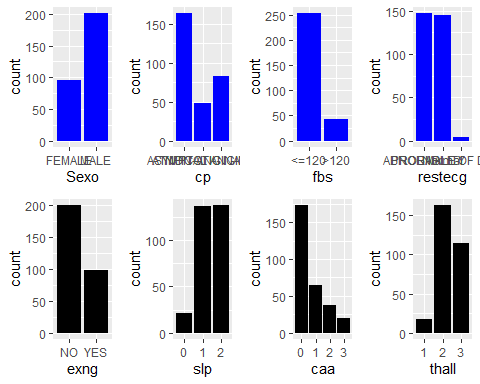 count
200
150
100
50
0
FEMALE MALE
Sexo
count
150
100
50
0
cp
count
250
200
150
100
50
0
<=120 >120
fbs
count
150
100
50
0
restecg
count
200
150
100
50
0
NO YES
exng
count
100
50
0
0 1 2
slp
count
150
100
50
0
0 1 2 3
caa
count
150
100
50
0
1 2 3
thall